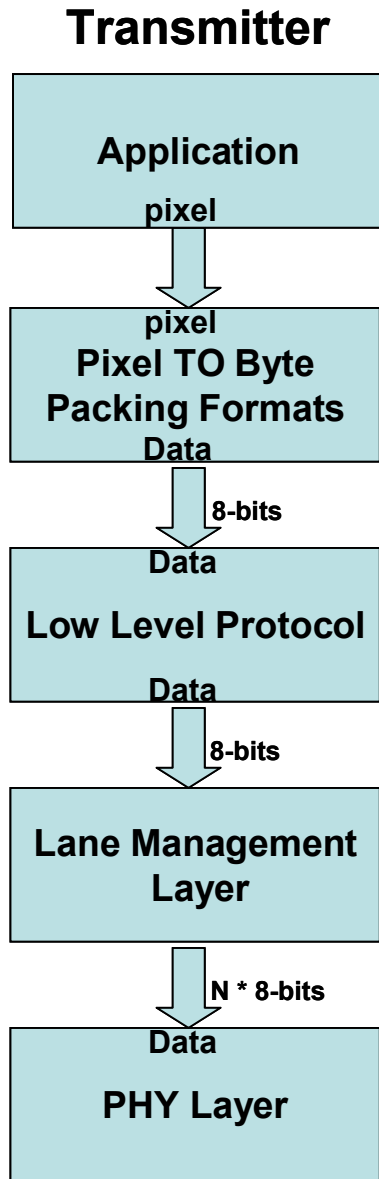 Transmitter
Application
pixel
pixel
Pixel TO Byte
Packing Formats
Data
8-bits
Data
Low Level Protocol
Data
8-bits
Lane Management
Layer
N * 8-bits
Data
PHY Layer